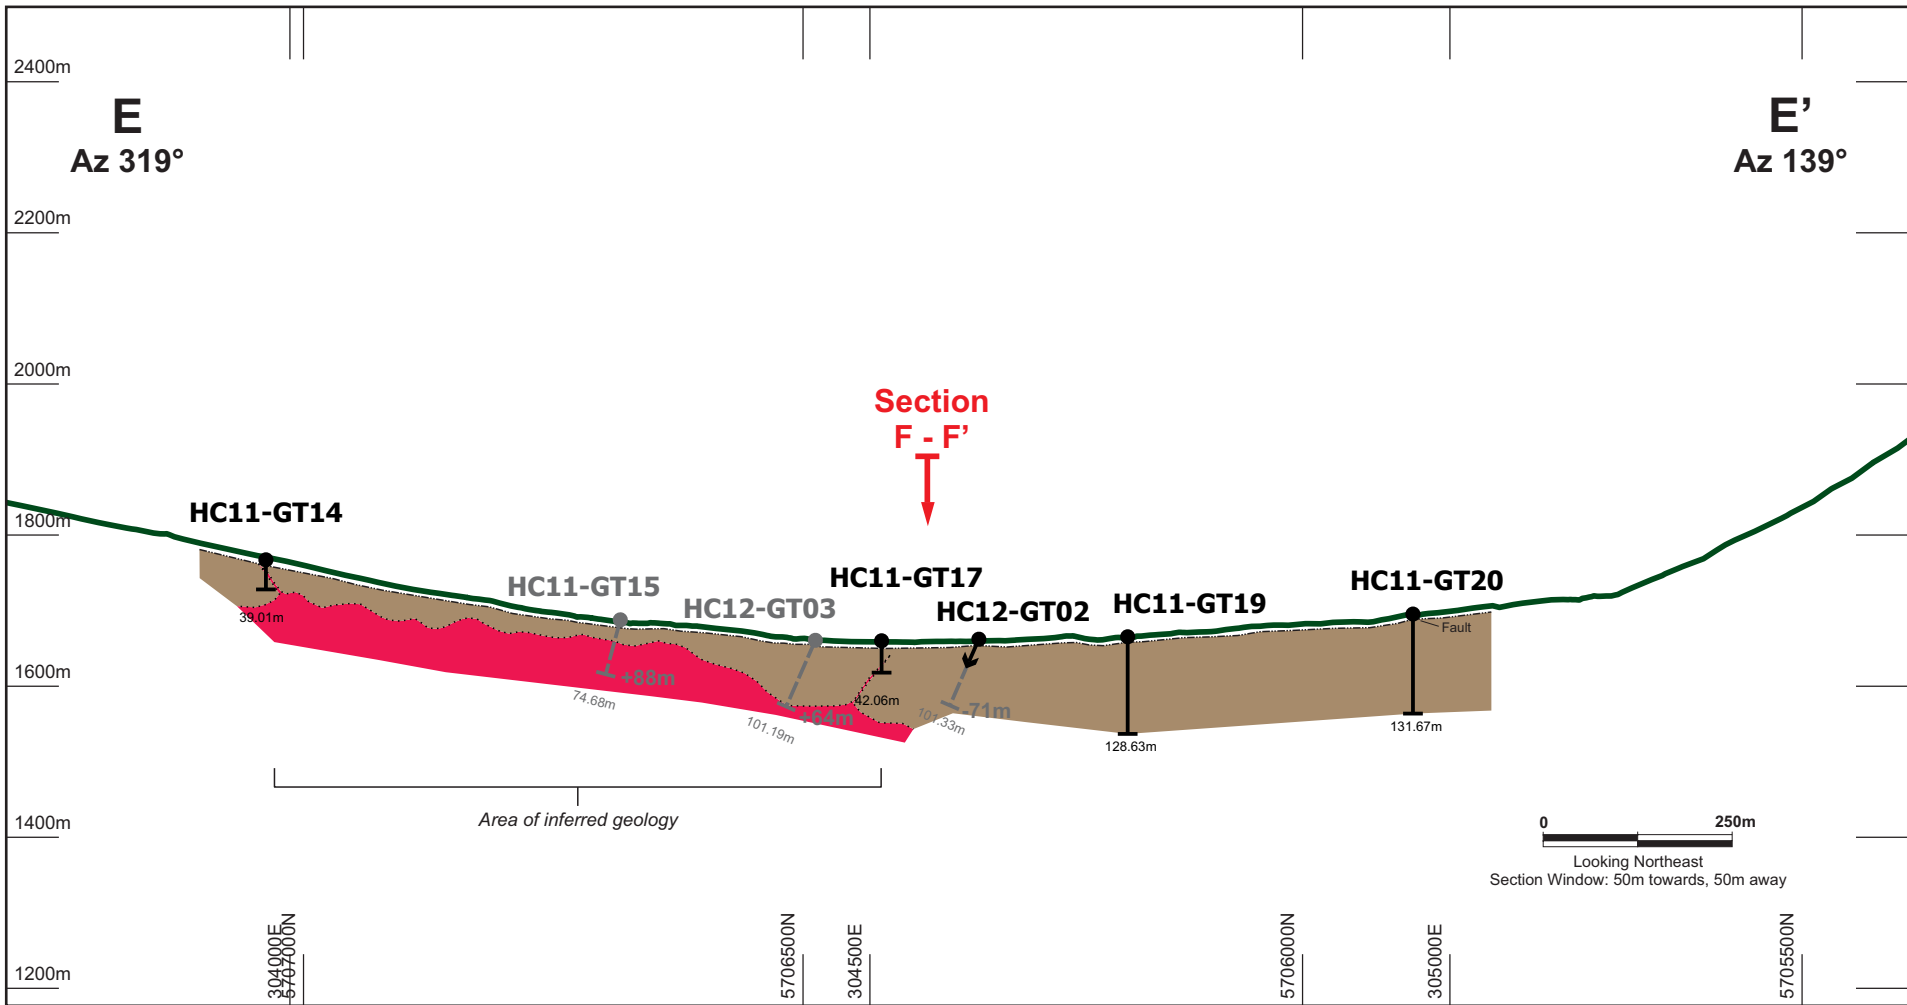 2400m
E
Az 319°
E’
Az 139°
2200m
2000m
Section
F - F’
1800m
HC11-GT14
HC11-GT15
HC12-GT03
HC11-GT17
HC12-GT02
HC11-GT19
HC11-GT20
Fault
39.01m
1600m
+88m
74.68m
+64m
101.19m
42.06m
-71m
101.33m
128.63m
131.67m
Area of inferred geology
1400m
0 250m
Looking Northeast
Section Window: 50m towards, 50m away
304000E
5707000N
5706500N
304500E
5706000N
305000E
5705500N
1200m